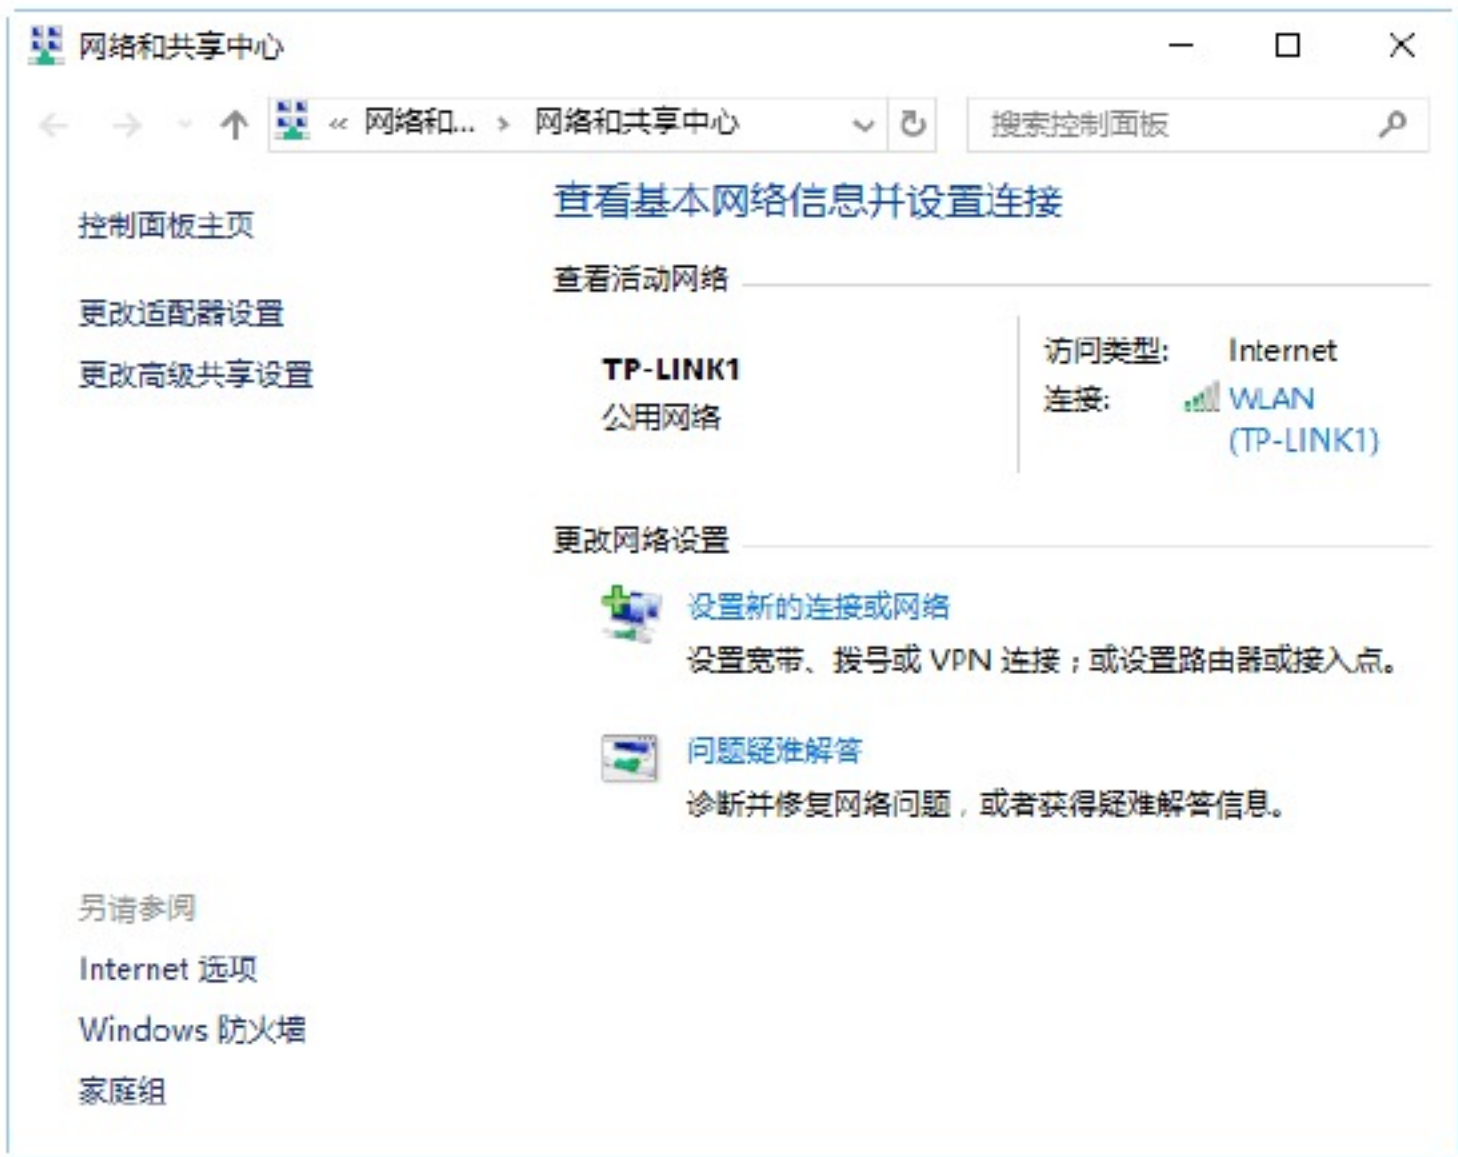 网络和共享中心
« 网络和... › 网络和共享中心
搜索控制面板
控制面板主页
更改适配器设置
更改高级共享设置
查看基本网络信息并设置连接
查看活动网络
TP-LINK1
公用网络
访问类型: Internet
连接: WLAN
(TP-LINK1)
更改网络设置
设置新的连接或网络
设置宽带、拨号或 VPN 连接；或设置路由器或接入点。
问题疑难解答
诊断并修复网络问题，或者获得疑难解答信息。
另请参阅
Internet 选项
Windows 防火墙
家庭组